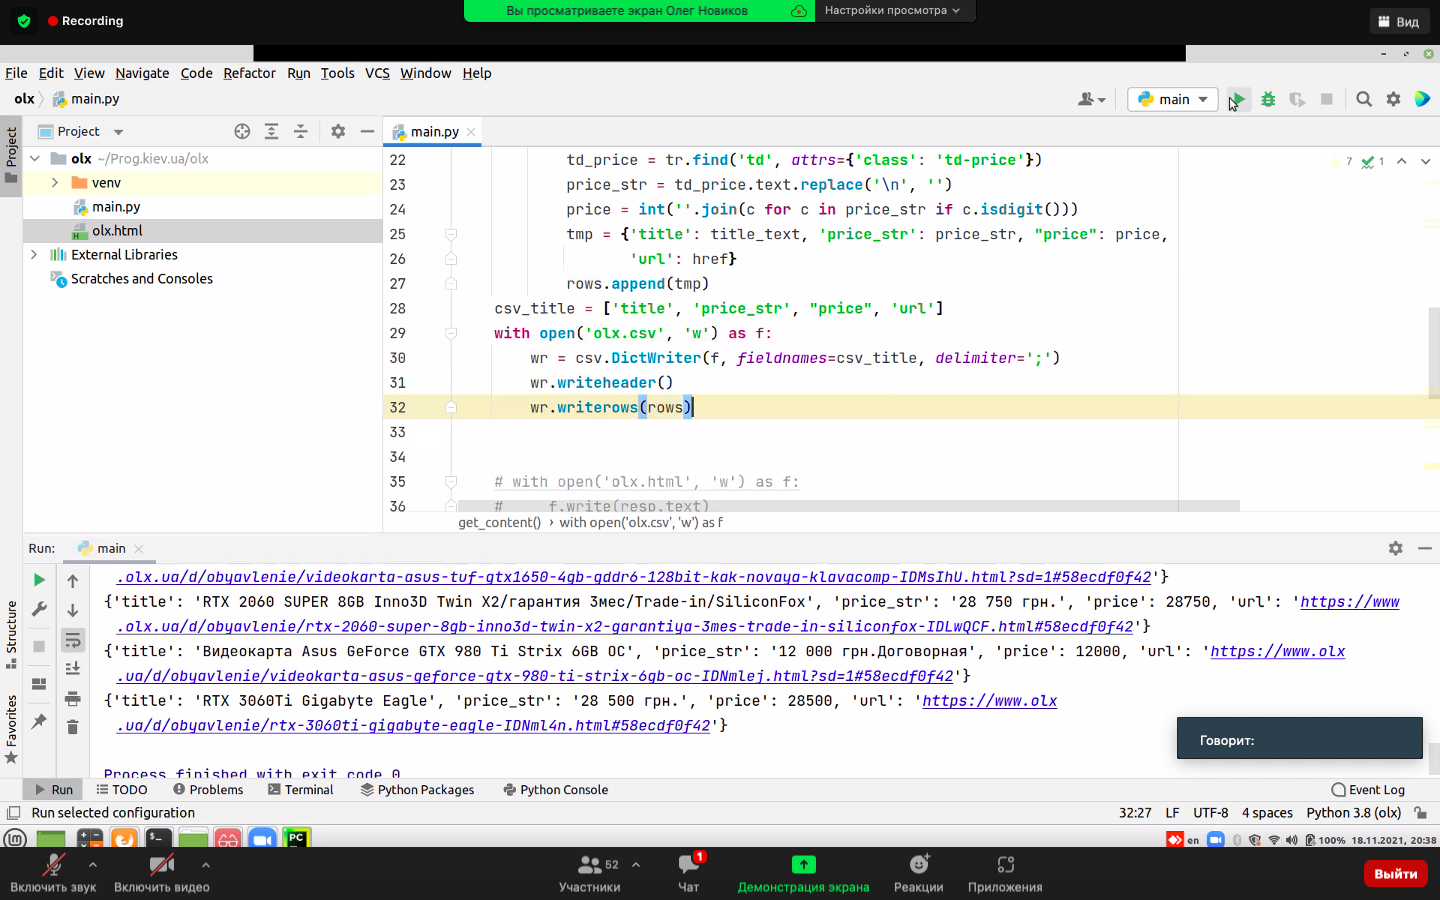 Recording
Вы просматриваете экран Олег Новиков
Настройки просмотра
Вид
File Edit View Navigate Code Refactor Run Tools VCS Window Help
olx main.py
main
Project
Project
main.py
olx ~/Prog.kiev.ua/olx
venv
main.py
olx.html
External Libraries
Scratches and Consoles
7 1
22 td_price = tr.find('td', attrs={'class': 'td-price'})
23 price_str = td_price.text.replace('\n', '')
24 price = int(''.join(c for c in price_str if c.isdigit()))
25 tmp = {'title': title_text, 'price_str': price_str, "price": price,
26 'url': href}
27 rows.append(tmp)
28 csv_title = ['title', 'price_str', "price", 'url']
29 with open('olx.csv', 'w') as f:
30 wr = csv.DictWriter(f, fieldnames=csv_title, delimiter=';')
31 wr.writeheader()
32 wr.writerows(rows)
33
34
35 # with open('olx.html', 'w') as f:
36 # f.write(resp.text)
get_content() › with open('olx.csv', 'w') as f
Run: main
.olx.ua/d/obyavlenie/videokarta-asus-tuf-gtx1650-4gb-gddr6-128bit-kak-novaya-klavacomp-IDMsIhU.html?sd=1#58ecdf0f42'}
{'title': 'RTX 2060 SUPER 8GB Inno3D Twin X2/гарантия 3мес/Trade-in/SiliconFox', 'price_str': '28 750 грн.', 'price': 28750, 'url': 'https://www
.olx.ua/d/obyavlenie/rtx-2060-super-8gb-inno3d-twin-x2-garantiya-3mes-trade-in-siliconfox-IDLwQCF.html#58ecdf0f42'}
{'title': 'Видеокарта Asus GeForce GTX 980 Ti Strix 6GB OC', 'price_str': '12 000 грн.Договорная', 'price': 12000, 'url': 'https://www.olx
.ua/d/obyavlenie/videokarta-asus-geforce-gtx-980-ti-strix-6gb-oc-IDNmlej.html?sd=1#58ecdf0f42'}
{'title': 'RTX 3060Ti Gigabyte Eagle', 'price_str': '28 500 грн.', 'price': 28500, 'url': 'https://www.olx
.ua/d/obyavlenie/rtx-3060ti-gigabyte-eagle-IDNml4n.html#58ecdf0f42'}
Process finished with exit code 0
Говорит:
Structure
Favorites
Run TODO Problems Terminal Python Packages Python Console Event Log
Run selected configuration 32:27 LF UTF-8 4 spaces Python 3.8 (olx)
PC en 100% 18.11.2021, 20:38
Включить звук
Включить видео
52
Участники
1
Чат
Демонстрация экрана
Реакции
Приложения
Выйти